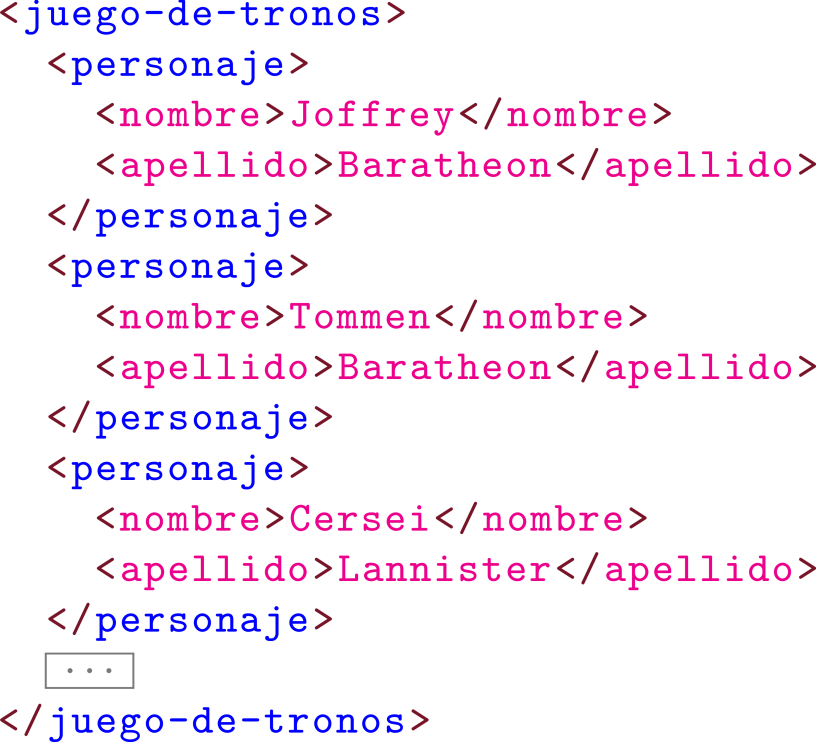 <juego-de-tronos>
<personaje>
<nombre>Joffrey</nombre>
<apellido>Baratheon</apellido>
</personaje>
<personaje>
<nombre>Tommen</nombre>
<apellido>Baratheon</apellido>
</personaje>
<personaje>
<nombre>Cersei</nombre>
<apellido>Lannister</apellido>
</personaje>
...
</juego-de-tronos>